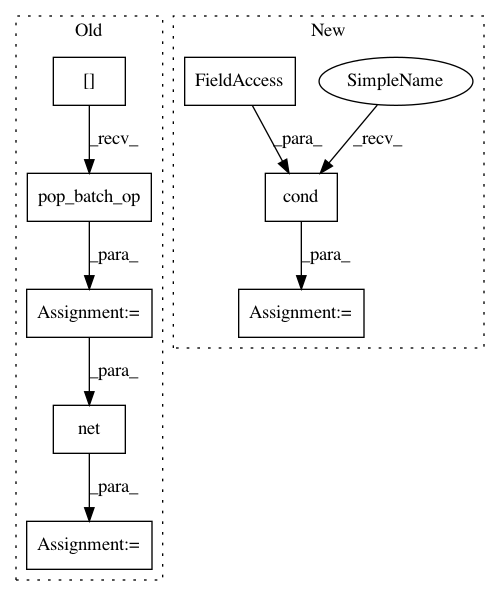 Old
New
[]
FieldAccess
SimpleName
_recv_
_para_
_recv_
pop_batch_op
cond
_para_
_para_
Assignment:=
Assignment:=
_para_
net
_para_
Assignment:=